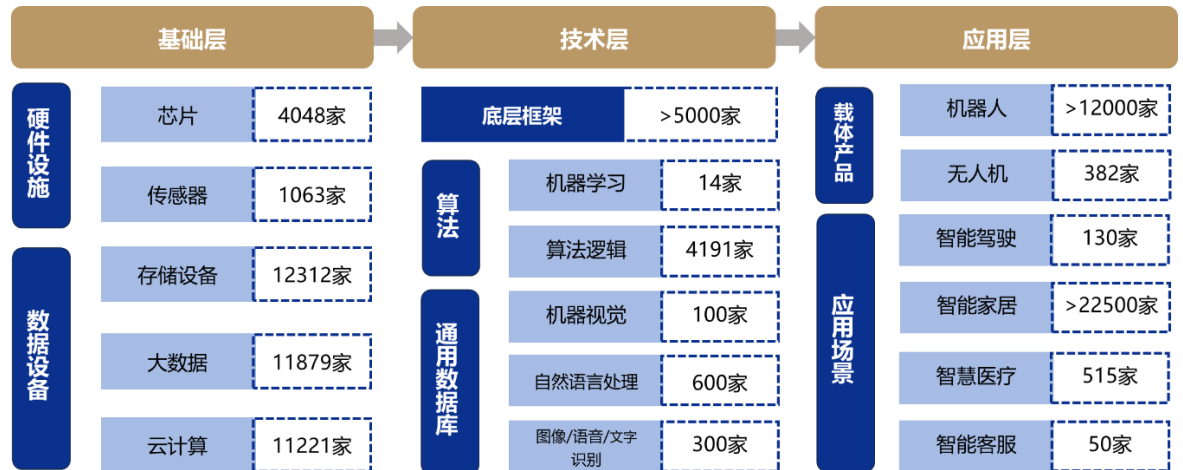 基础层
技术层
应用层
硬件设施
芯片
4048家
传感器
1063家
数据设备
存储设备
12312家
大数据
11879家
云计算
11221家
底层框架
>5000家
算法
机器学习
14家
算法逻辑
4191家
通用数据库
机器视觉
100家
自然语言处理
600家
图像/语音/文字
识别
300家
载体产品
机器人
>12000家
无人机
382家
应用场景
智能驾驶
130家
智能家居
>22500家
智慧医疗
515家
智能客服
50家